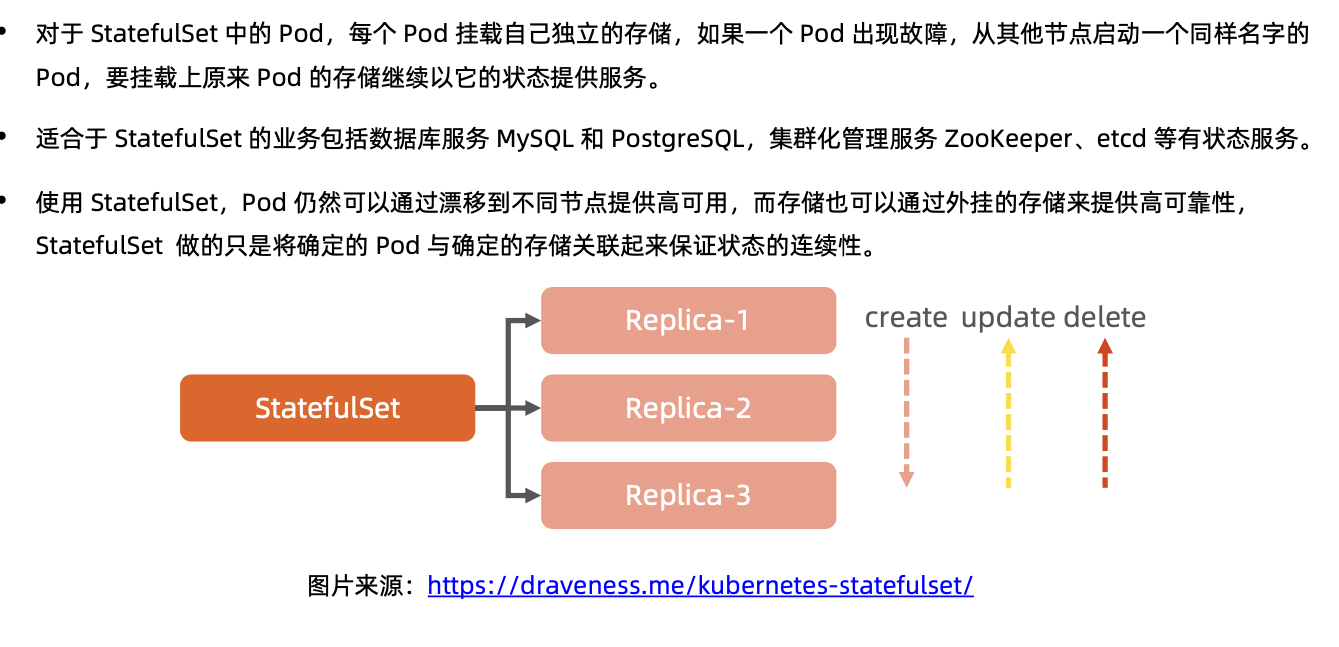 • 对于 StatefulSet 中的 Pod，每个 Pod 挂载自己独立的存储，如果一个 Pod 出现故障，从其他节点启动一个同样名字的
Pod，要挂载上原来 Pod 的存储继续以它的状态提供服务。
• 适合于 StatefulSet 的业务包括数据库服务 MySQL 和 PostgreSQL，集群化管理服务 ZooKeeper、etcd 等有状态服务。
• 使用 StatefulSet，Pod 仍然可以通过漂移到不同节点提供高可用，而存储也可以通过外挂的存储来提供高可靠性，
StatefulSet 做的只是将确定的 Pod 与确定的存储关联起来保证状态的连续性。
Replica-1
create update delete
StatefulSet
Replica-2
Replica-3
图片来源：https://draveness.me/kubernetes-statefulset/